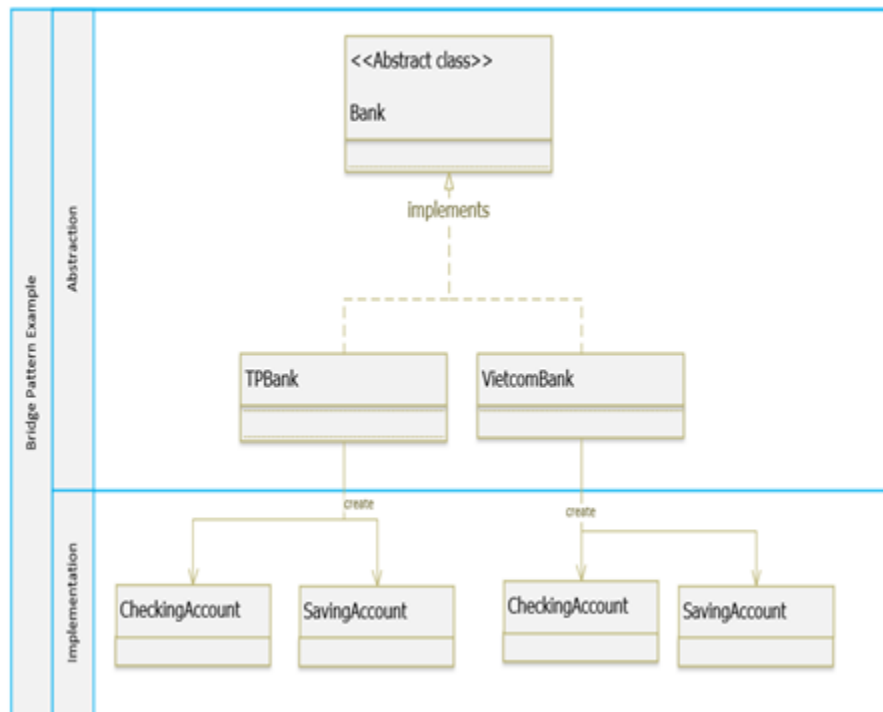 Bridge Pattern Example
Abstraction
<<Abstract class>>
Bank
implements
TPBank
VietcomBank
Implementation
create
create
CheckingAccount
SavingAccount
CheckingAccount
SavingAccount